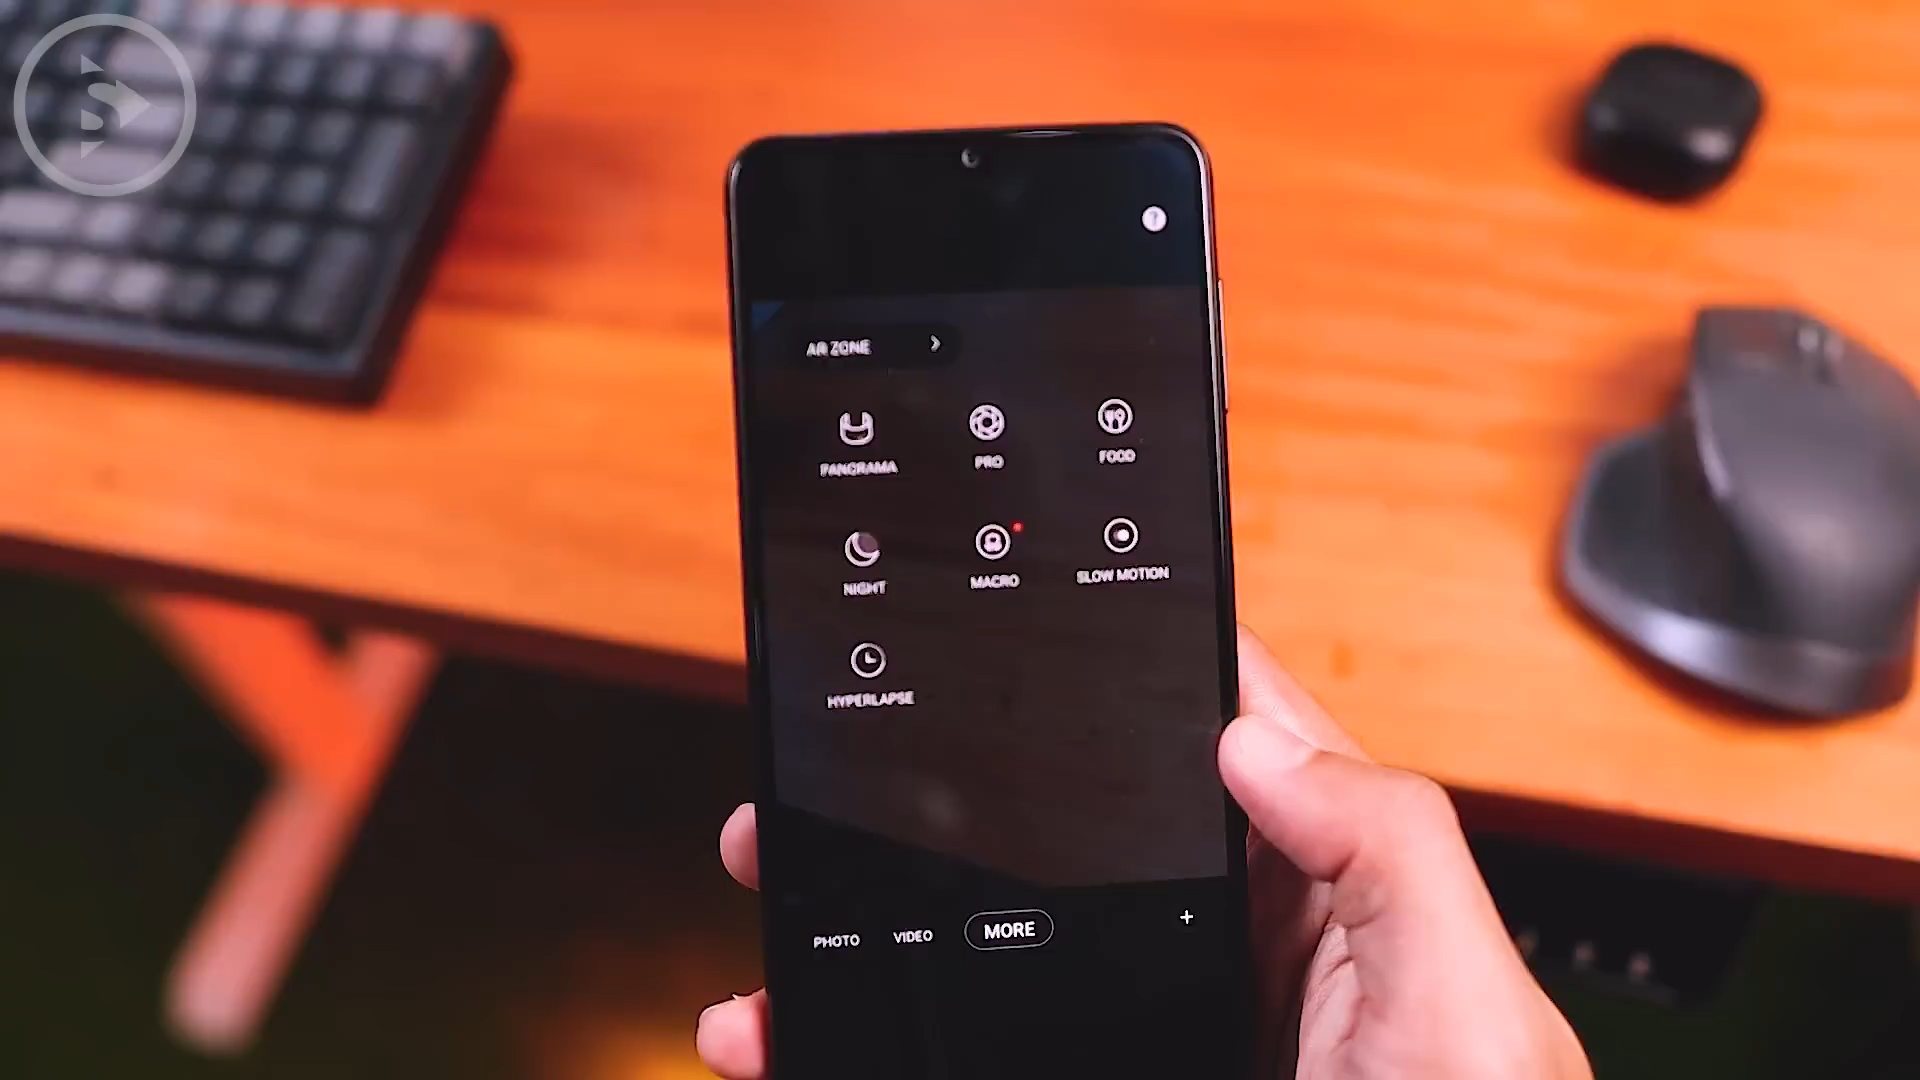 ?
AR ZONE >
PANORAMA PRO FOOD
NIGHT MACRO SLOW MOTION
HYPERLAPSE
PHOTO VIDEO MORE +